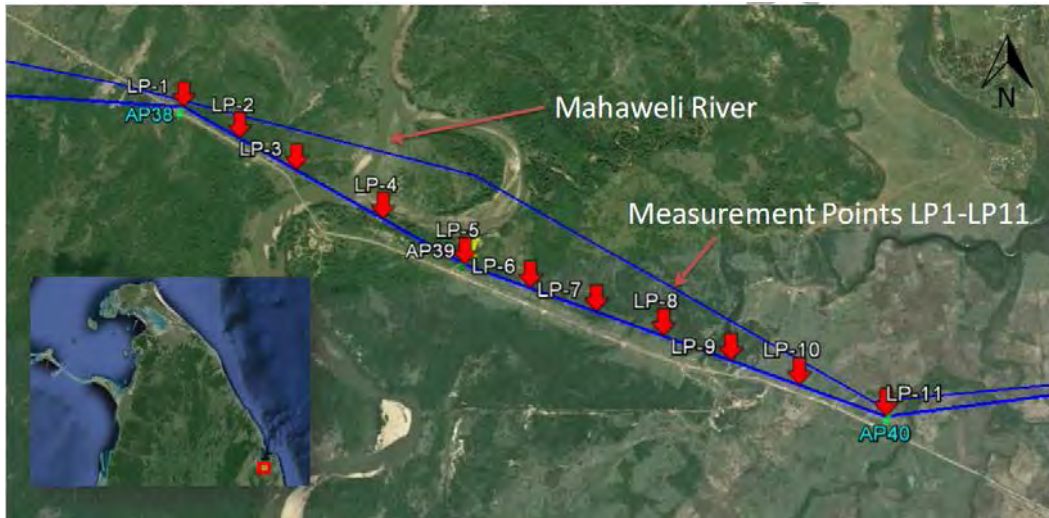 LP-1
AP38
LP-2
LP-3
Mahaweli River
LP-4
LP-5
AP39
LP-6
Measurement Points LP1-LP11
LP-7
LP-8
LP-9
LP-10
LP-11
AP40
N